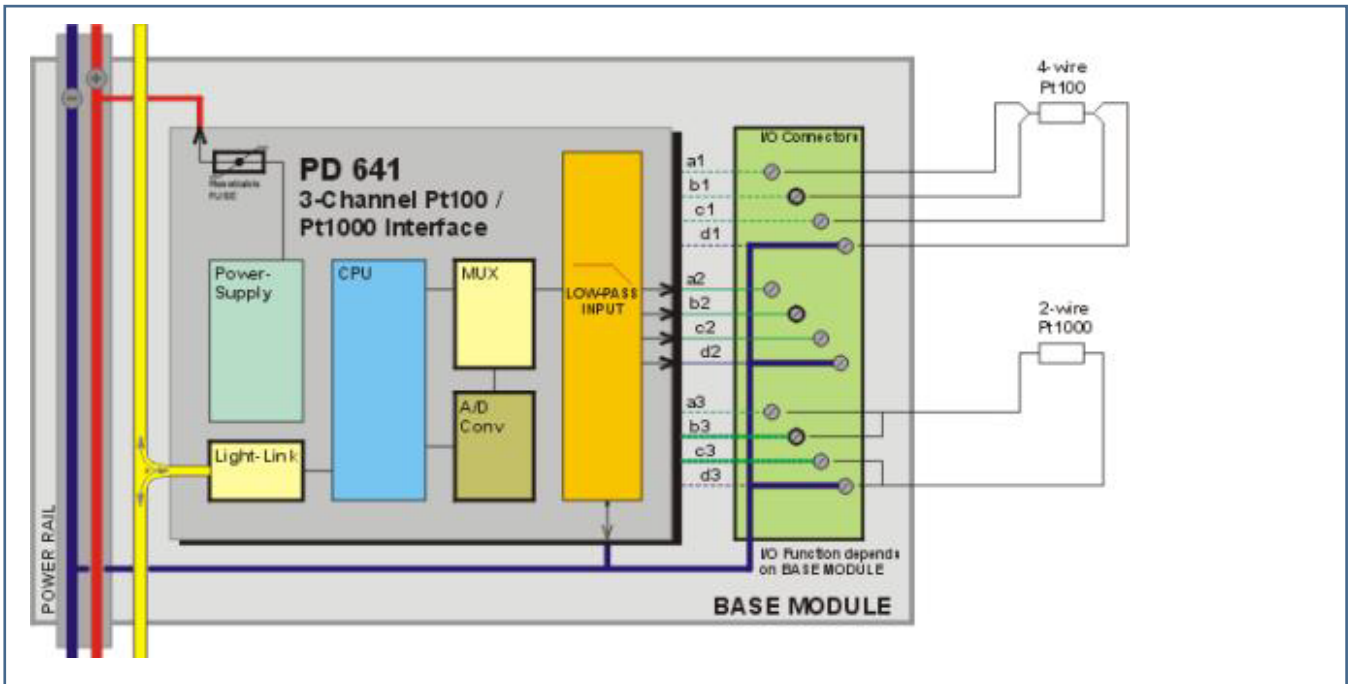 4-wire
Pt100
I/O Connectors
PD 641
3-Channel Pt100 /
Pt1000 Interface
Resettable
FUSE
a1
b1
c1
d1
Power-
Supply
CPU
MUX
LOW-PASS
INPUT
a2
b2
c2
d2
2-wire
Pt1000
A/D
Conv
a3
b3
c3
d3
Light-Link
POWER RAIL
I/O Function depends
on BASE MODULE
BASE MODULE